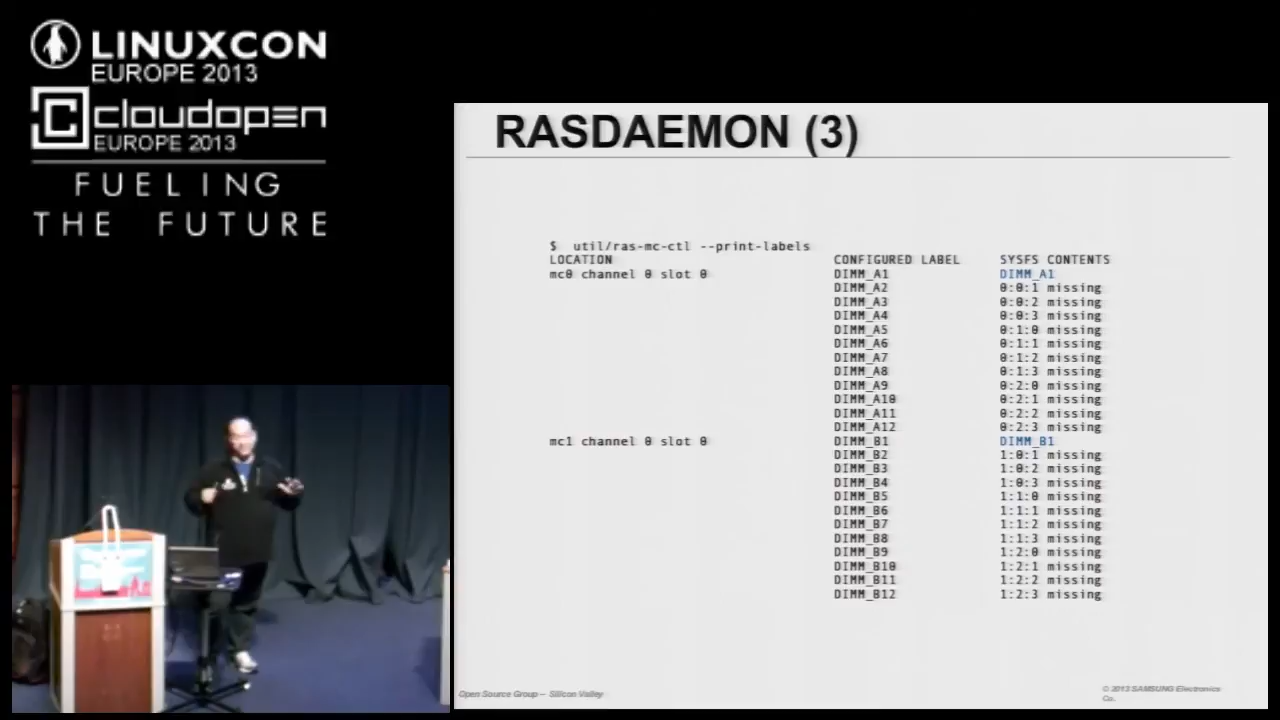 LINUXCON
EUROPE 2013
cloudopen
EUROPE 2013
FUELING
THE FUTURE
RASDAEMON (3)
$ util/ras-mc-ctl --print-labels
LOCATION CONFIGURED LABEL SYSFS CONTENTS
mc0 channel 0 slot 0 DIMM_A1 DIMM_A1
DIMM_A2 0:0:1 missing
DIMM_A3 0:0:2 missing
DIMM_A4 0:0:3 missing
DIMM_A5 0:1:0 missing
DIMM_A6 0:1:1 missing
DIMM_A7 0:1:2 missing
DIMM_A8 0:1:3 missing
DIMM_A9 0:2:0 missing
DIMM_A10 0:2:1 missing
DIMM_A11 0:2:2 missing
DIMM_A12 0:2:3 missing
mc1 channel 0 slot 0 DIMM_B1 DIMM_B1
DIMM_B2 1:0:1 missing
DIMM_B3 1:0:2 missing
DIMM_B4 1:0:3 missing
DIMM_B5 1:1:0 missing
DIMM_B6 1:1:1 missing
DIMM_B7 1:1:2 missing
DIMM_B8 1:1:3 missing
DIMM_B9 1:2:0 missing
DIMM_B10 1:2:1 missing
DIMM_B11 1:2:2 missing
DIMM_B12 1:2:3 missing
Open Source Group – Silicon Valley
© 2013 SAMSUNG Electronics
Co.